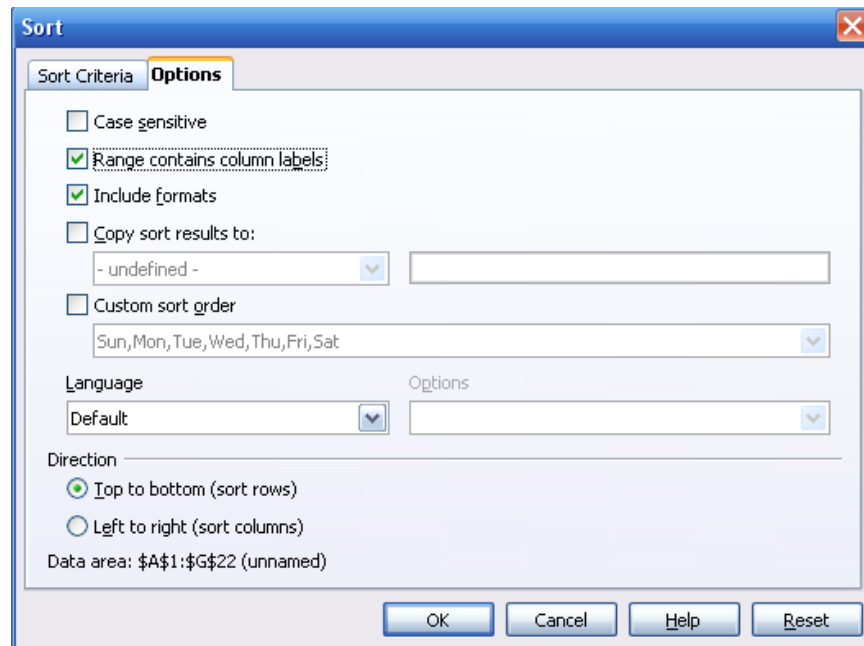 Sort
Sort Criteria Options
Case sensitive
Range contains column labels
Include formats
Copy sort results to:
- undefined -
Custom sort order
Sun,Mon,Tue,Wed,Thu,Fri,Sat
Language Options
Default
Direction
Top to bottom (sort rows)
Left to right (sort columns)
Data area: $A$1:$G$22 (unnamed)
OK Cancel Help Reset